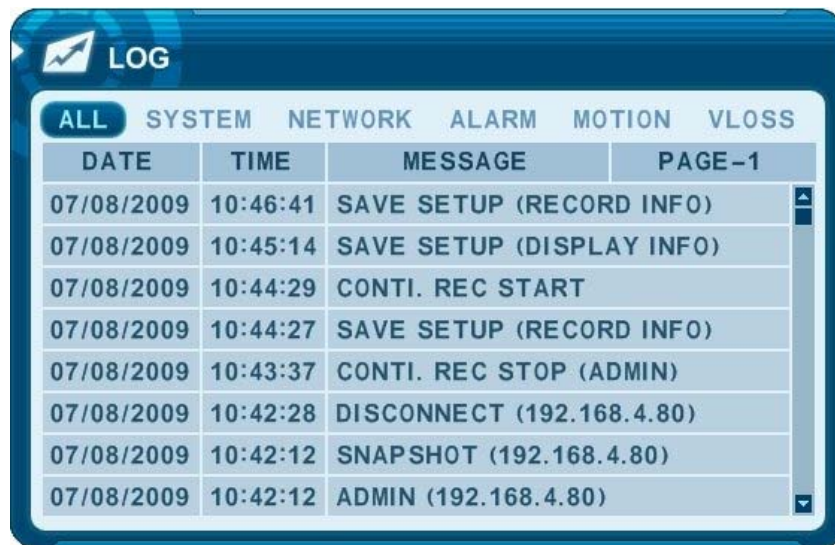 LOG
ALL SYSTEM NETWORK ALARM MOTION VLOSS
DATE TIME MESSAGE PAGE-1
07/08/2009 10:46:41 SAVE SETUP (RECORD INFO)
07/08/2009 10:45:14 SAVE SETUP (DISPLAY INFO)
07/08/2009 10:44:29 CONTI. REC START
07/08/2009 10:44:27 SAVE SETUP (RECORD INFO)
07/08/2009 10:43:37 CONTI. REC STOP (ADMIN)
07/08/2009 10:42:28 DISCONNECT (192.168.4.80)
07/08/2009 10:42:12 SNAPSHOT (192.168.4.80)
07/08/2009 10:42:12 ADMIN (192.168.4.80)